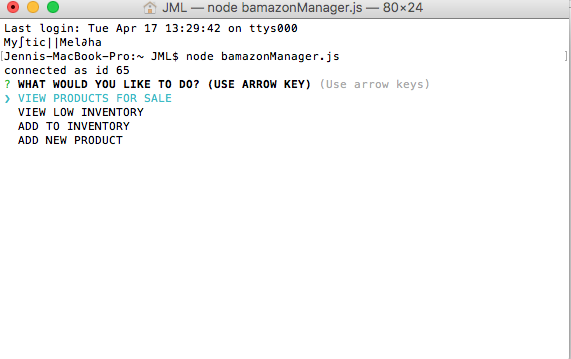 JML — node bamazonManager.js — 80×24
Last login: Tue Apr 17 13:29:42 on ttys000
My∫tic||Mel∂ha
[Jennis-MacBook-Pro:~ JML$ node bamazonManager.js ]
connected as id 65
? WHAT WOULD YOU LIKE TO DO? (USE ARROW KEY) (Use arrow keys)
❯ VIEW PRODUCTS FOR SALE
VIEW LOW INVENTORY
ADD TO INVENTORY
ADD NEW PRODUCT